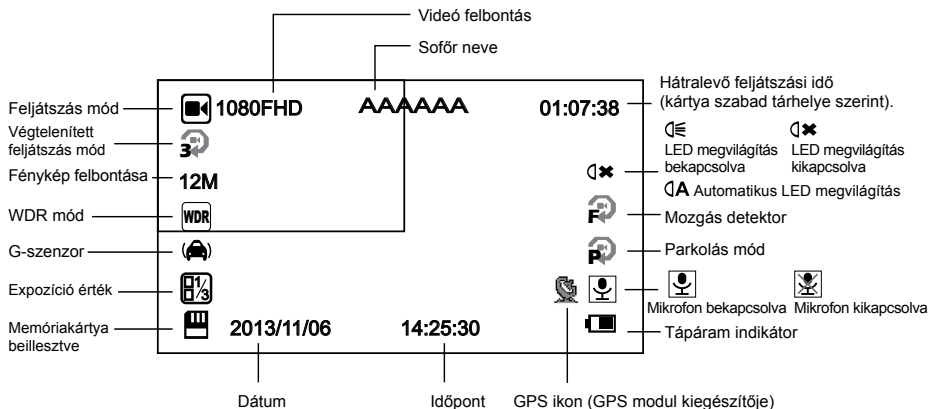 Videó felbontás
Sofőr neve
Feljátszás mód
1080FHD
AAAAAA
01:07:38
Hátralevő feljátszási idő
(kártya szabad tárhelye szerint).
Végtelenített
feljátszás mód
3
LED megvilágítás
bekapcsolva
LED megvilágítás
kikapcsolva
Fénykép felbontása
12M
A Automatikus LED megvilágítás
WDR mód
WDR
F
Mozgás detektor
G-szenzor
P
Parkolás mód
Expozíció érték
1/3
Mikrofon bekapcsolva
Mikrofon kikapcsolva
Memóriakártya
beillesztve
2013/11/06
14:25:30
Tápáram indikátor
Dátum
Időpont
GPS ikon (GPS modul kiegészítője)